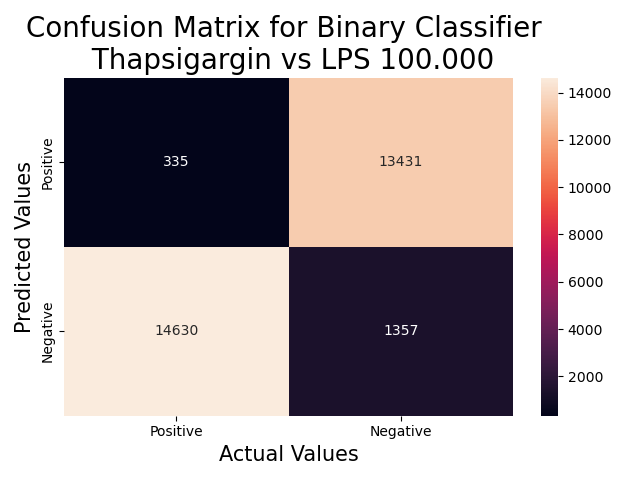 Confusion Matrix for Binary Classifier
Thapsigargin vs LPS 100.000
Predicted Values
Positive
Negative
335
13431
14630
1357
Positive
Negative
Actual Values
14000
12000
10000
8000
6000
4000
2000